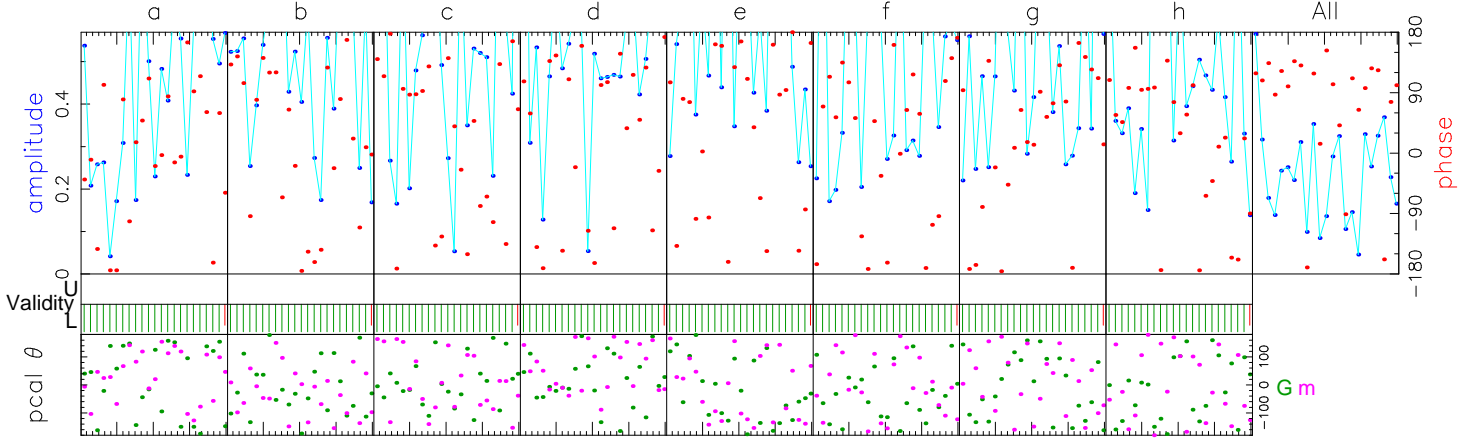 a b c d e f g h All
amplitude
0.4
0.2
0
180
90
0
−90
−180
phase
U
Validity
L
pcal θ
100
0
−100
G m